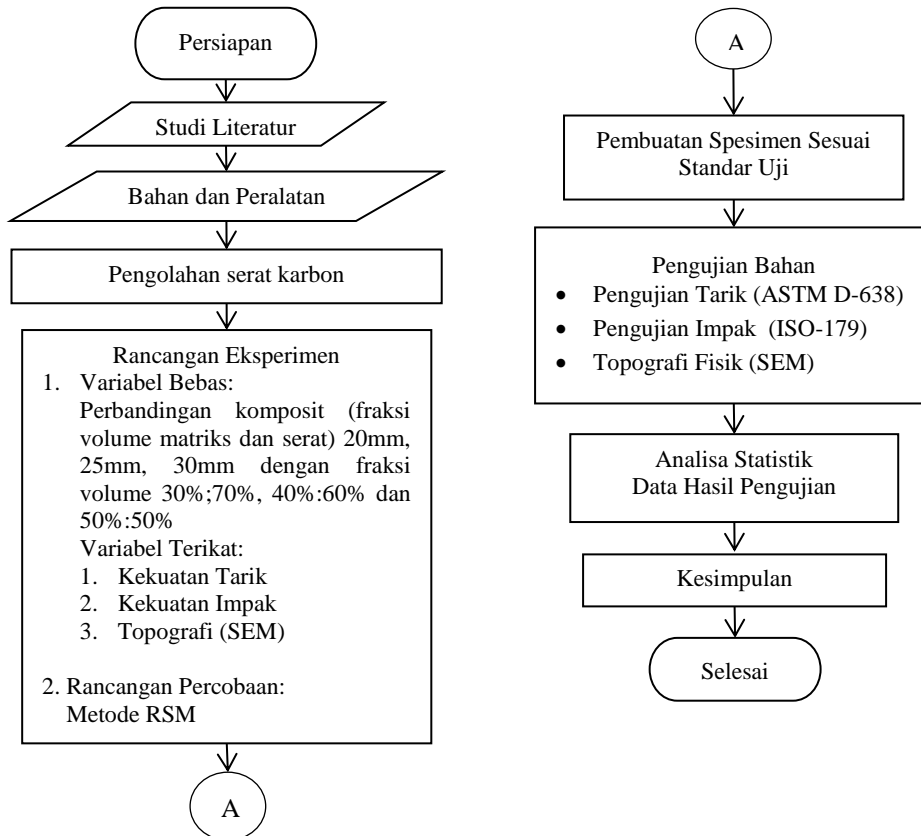 Persiapan
Studi Literatur
Bahan dan Peralatan
Pengolahan serat karbon
Rancangan Eksperimen
1. Variabel Bebas:
Perbandingan komposit (fraksi
volume matriks dan serat) 20mm,
25mm, 30mm dengan fraksi
volume 30%;70%, 40%:60% dan
50%:50%
Variabel Terikat:
1. Kekuatan Tarik
2. Kekuatan Impak
3. Topografi (SEM)
2. Rancangan Percobaan:
Metode RSM
A
A
Pembuatan Spesimen Sesuai
Standar Uji
Pengujian Bahan
• Pengujian Tarik (ASTM D-638)
• Pengujian Impak (ISO-179)
• Topografi Fisik (SEM)
Analisa Statistik
Data Hasil Pengujian
Kesimpulan
Selesai